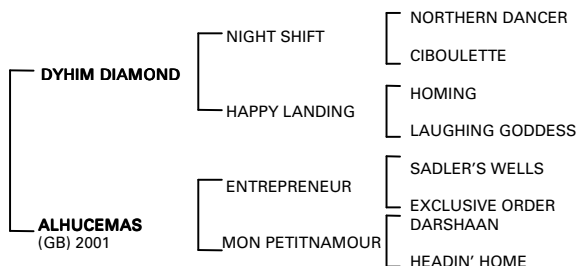 NORTHERN DANCER
NIGHT SHIFT
CIBOULETTE
DYHIM DIAMOND
HOMING
HAPPY LANDING
LAUGHING GODDESS
SADLER'S WELLS
ENTREPRENEUR
EXCLUSIVE ORDER
ALHUCEMAS
(GB) 2001
DARSHAAN
MON PETITNAMOUR
HEADIN' HOME